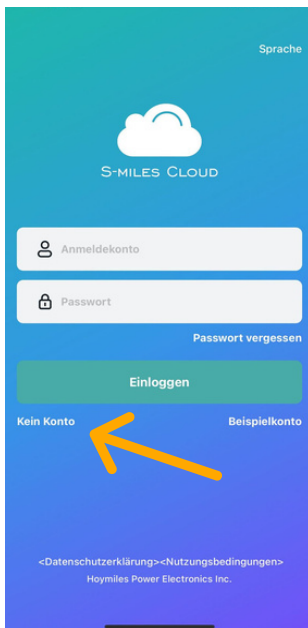 Sprache
S-MILES CLOUD
Anmeldekonto
Passwort
Passwort vergessen
Einloggen
Kein Konto
Beispielkonto
<Datenschutzerklärung><Nutzungsbedingungen>
Hoymiles Power Electronics Inc.